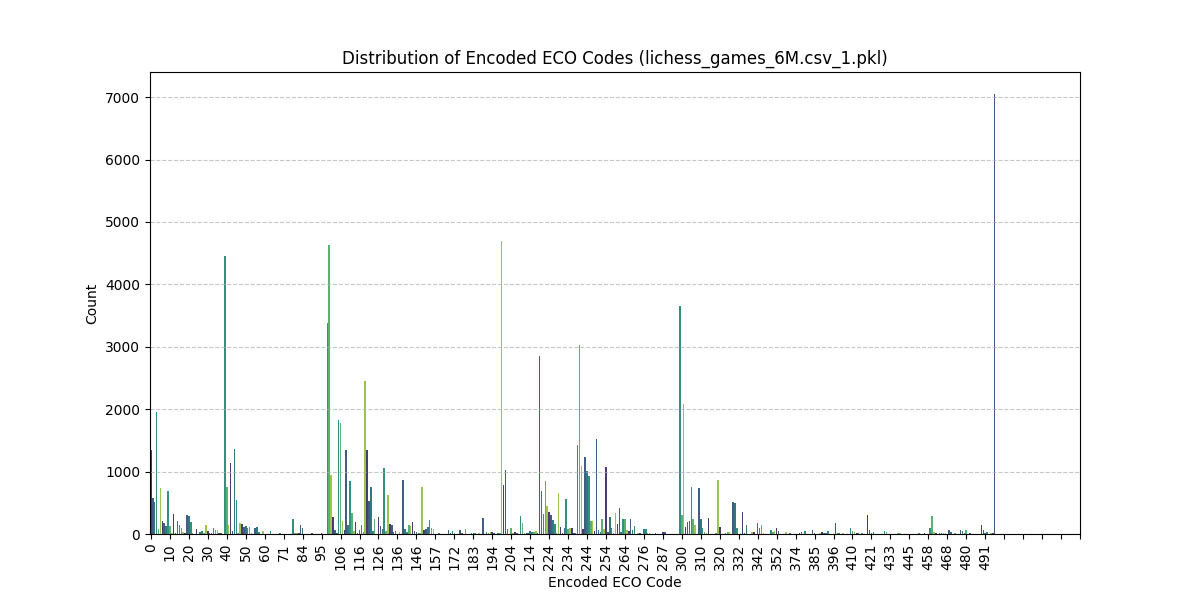 Distribution of Encoded ECO Codes (lichess_games_6M.csv_1.pkl)
7000
6000
5000
4000
3000
2000
1000
0
Count
0 10 20 30 40 50 60 71 84 95 106 116 126 136 146 157 172 183 194 204 214 224 234 244 254 264 276 287 300 310 320 332 342 352 374 385 396 410 421 433 445 458 468 480 491
Encoded ECO Code